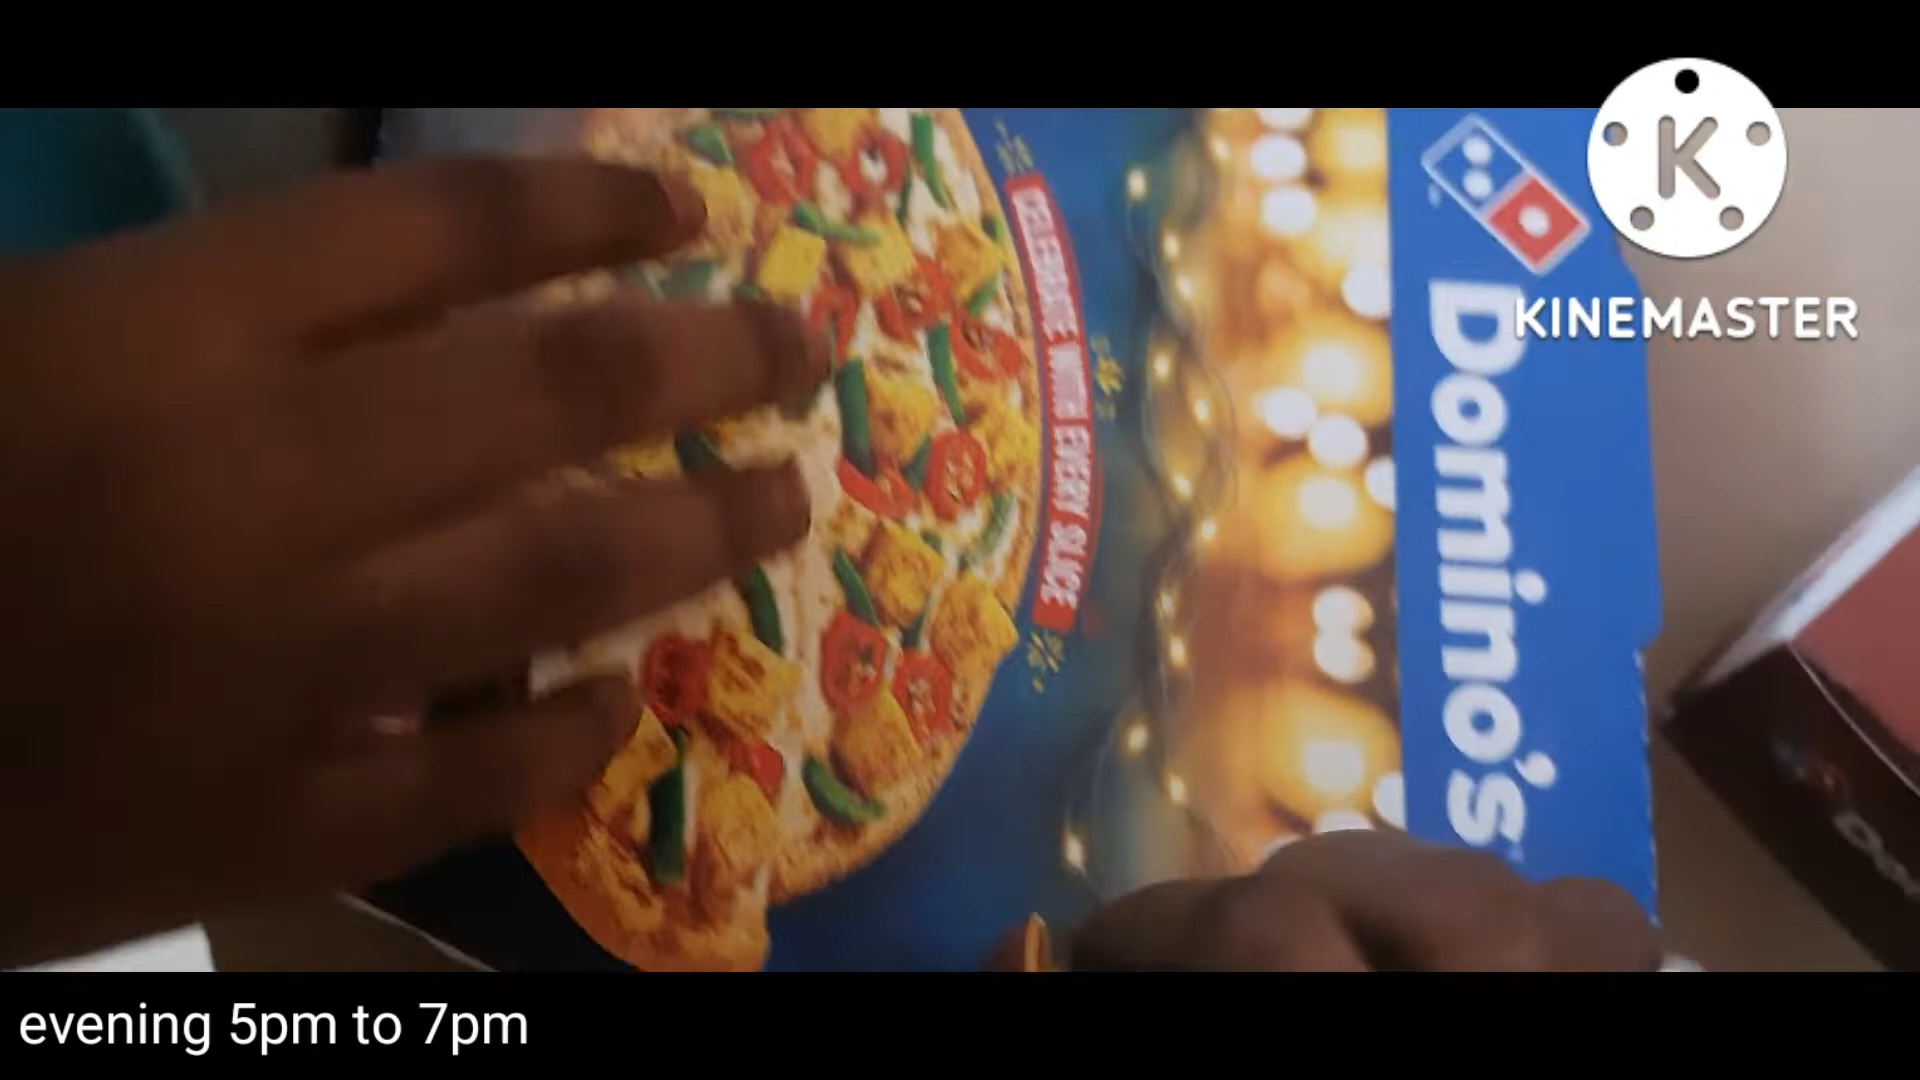 K
KINEMASTER
Domino's
CELEBRATE WITH EVERY SLICE
evening 5pm to 7pm